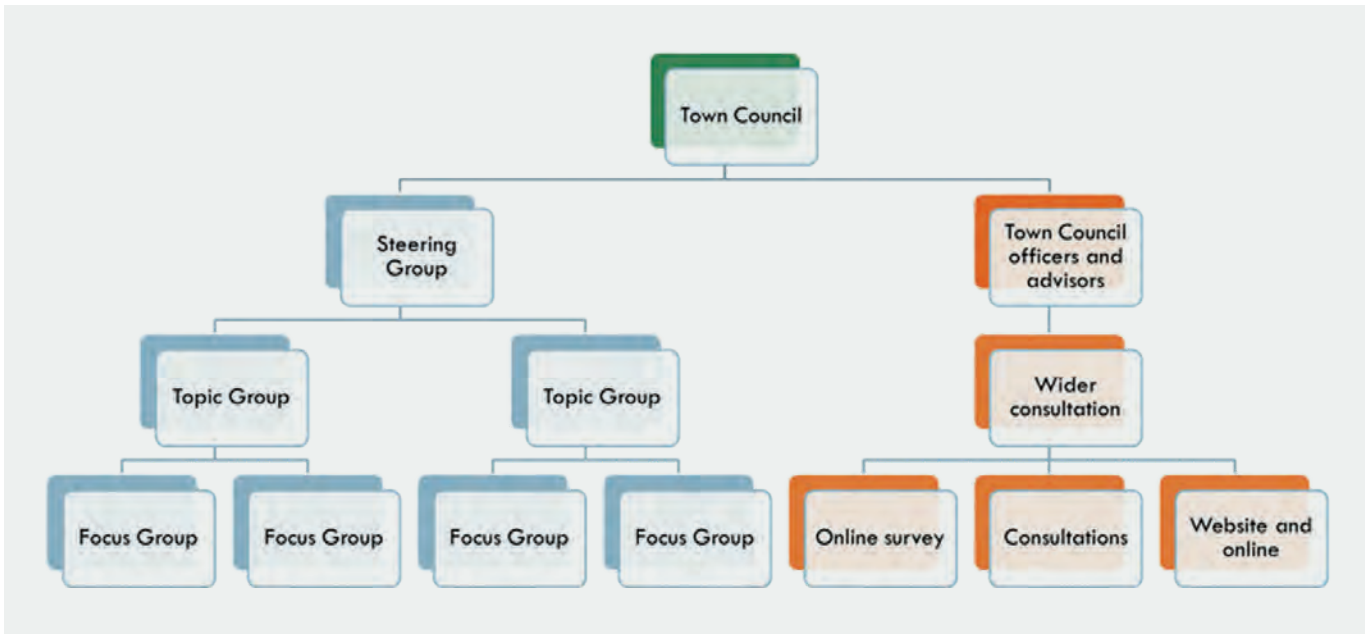 Town Council
Steering
Group
Town Council
officers and
advisors
Topic Group
Topic Group
Wider
consultation
Focus Group
Focus Group
Focus Group
Focus Group
Online survey
Consultations
Website and
online